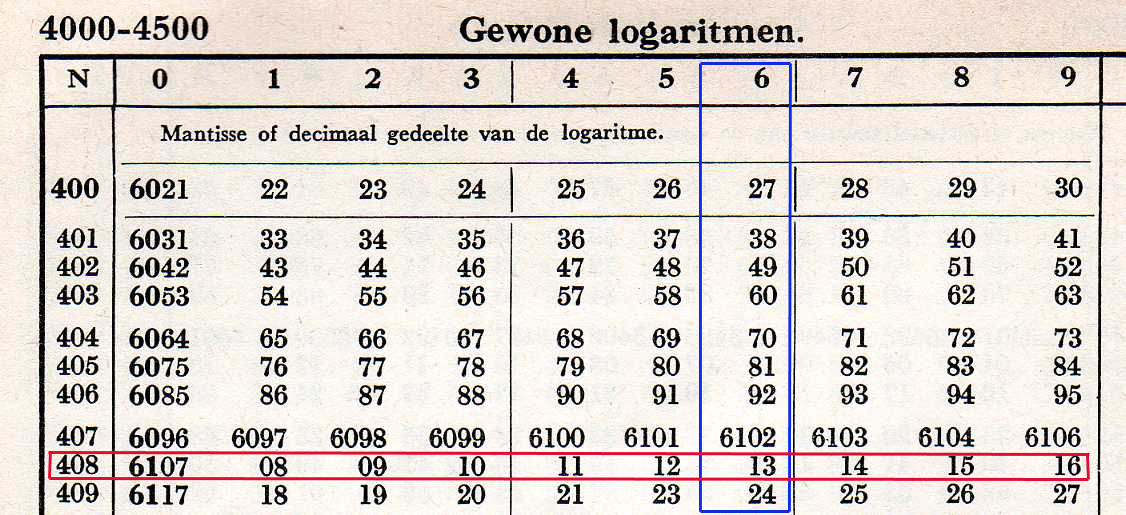 4000-4500 Gewone logaritmen.
N 0 1 2 3 4 5 6 7 8 9
Mantisse of decimaal gedeelte van de logaritme.
400 6021 22 23 24 25 26 27 28 29 30
401 6031 33 34 35 36 37 38 39 40 41
402 6042 43 44 46 47 48 49 50 51 52
403 6053 54 55 56 57 58 60 61 62 63
404 6064 65 66 67 68 69 70 71 72 73
405 6075 76 77 78 79 80 81 82 83 84
406 6085 86 87 88 90 91 92 93 94 95
407 6096 6097 6098 6099 6100 6101 6102 6103 6104 6106
408 6107 08 09 10 11 12 13 14 15 16
409 6117 18 19 20 21 23 24 25 26 27